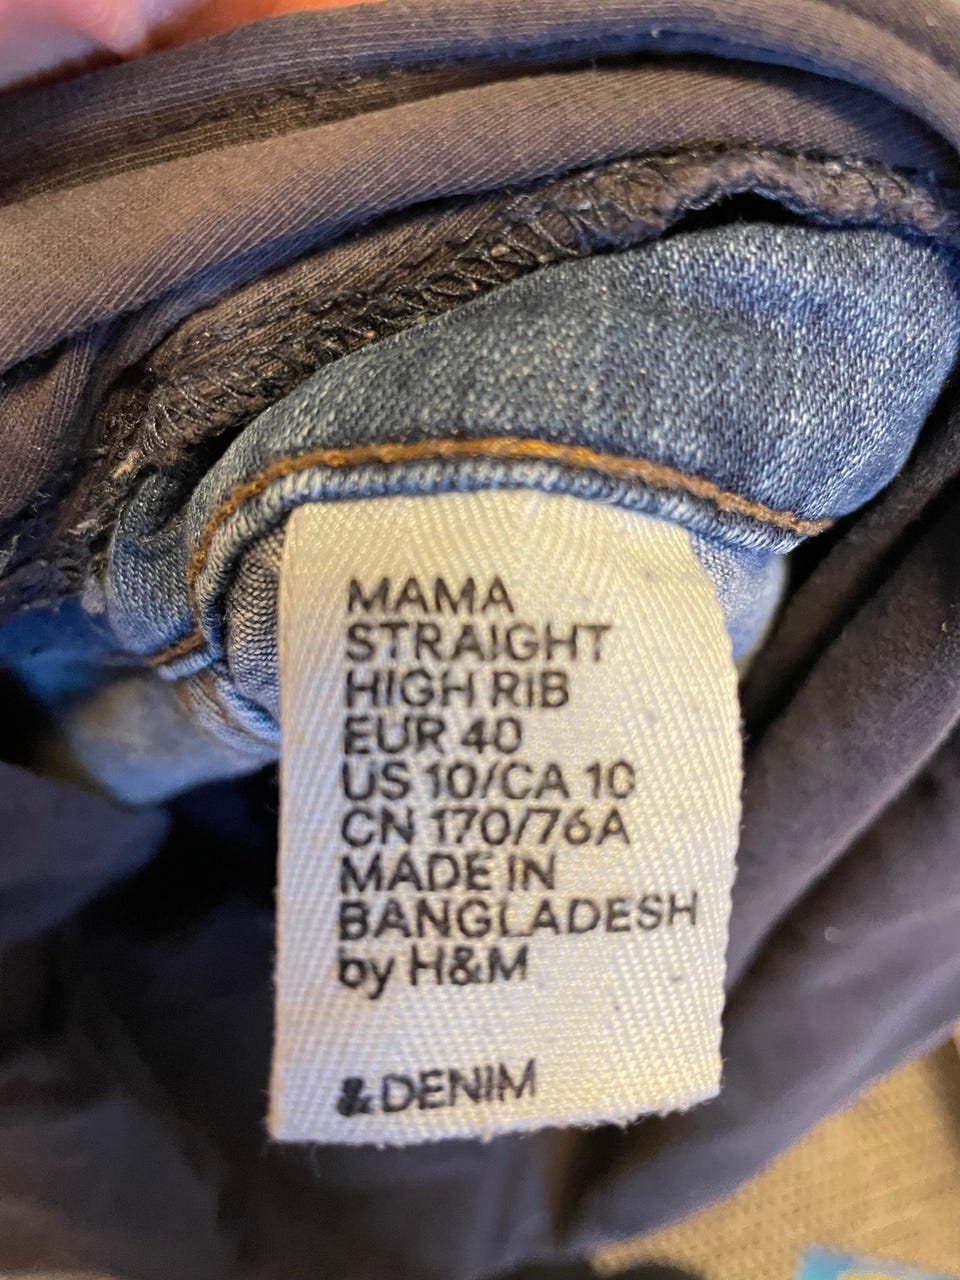 MAMA
STRAIGHT
HIGH RIB
EUR 40
US 10/CA 10
CN 170/76A
MADE IN
BANGLADESH
by H&M
&DENIM